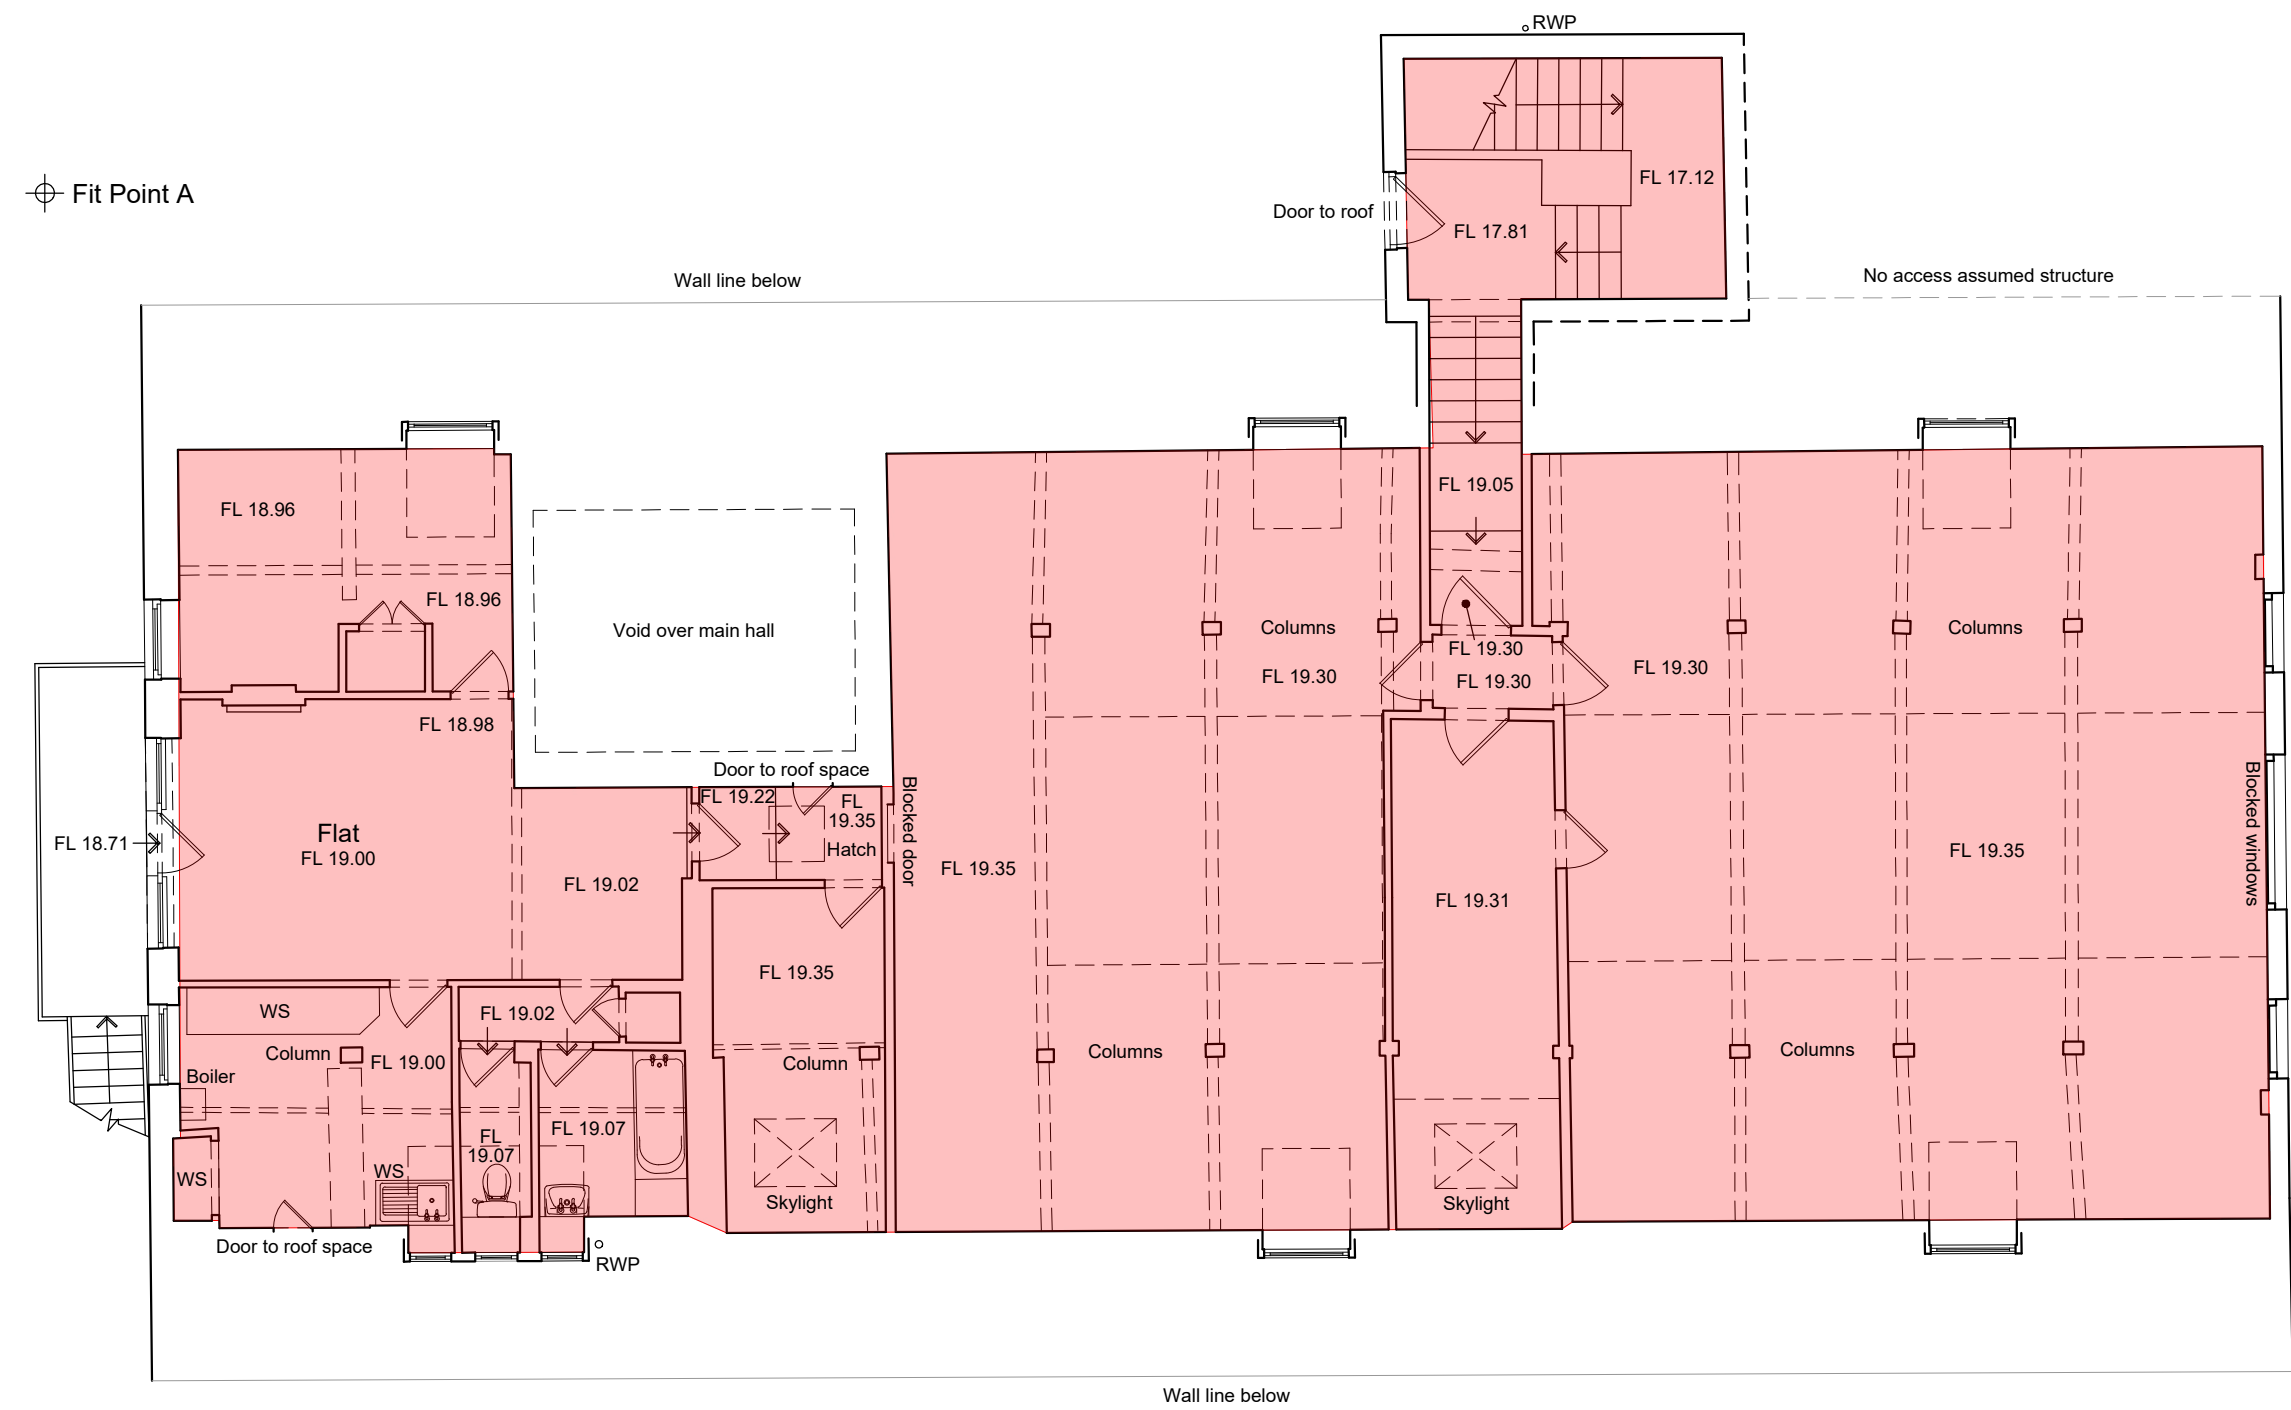 RWP
Fit Point A
FL 17.12
Door to roof
FL 17.81
Wall line below
No access assumed structure
FL 18.96
FL 19.05
FL 18.96
Void over main hall
Columns
Columns
FL 19.30
FL 19.30
FL 19.30
FL 19.30
FL 18.98
Door to roof space
FL 19.22
FL
19.35
Hatch
Blocked door
Blocked windows
Flat
FL 19.00
FL 18.71
FL 19.02
FL 19.35
FL 19.35
FL 19.31
FL 19.35
WS
FL 19.02
Column
FL 19.00
Column
Columns
Columns
Boiler
FL
19.07
FL 19.07
WS
WS
Skylight
Skylight
Door to roof space
RWP
Wall line below